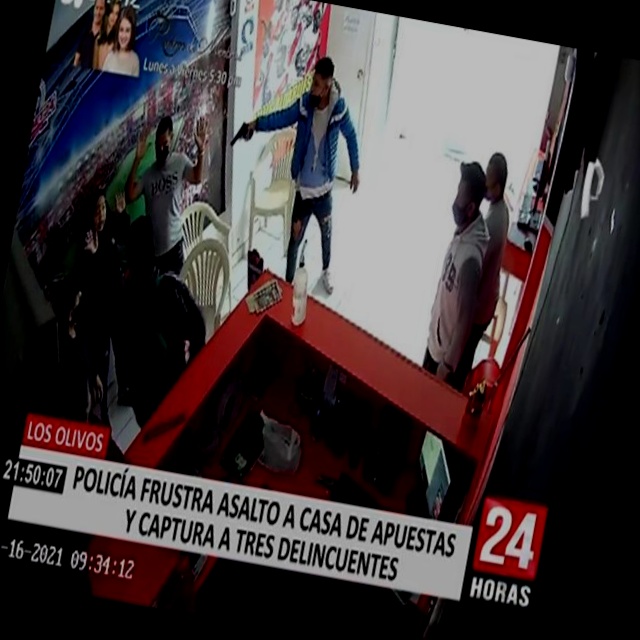 Lunes a Viernes 5:30
BOSS
LOS OLIVOS
21:50:07
POLICÍA FRUSTRA ASALTO A CASA DE APUESTAS
Y CAPTURA A TRES DELINCUENTES
-16-2021 09:34:12
24
HORAS
P